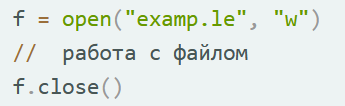 f = open("examp.le", "w")
//  работа с файлом
f.close()